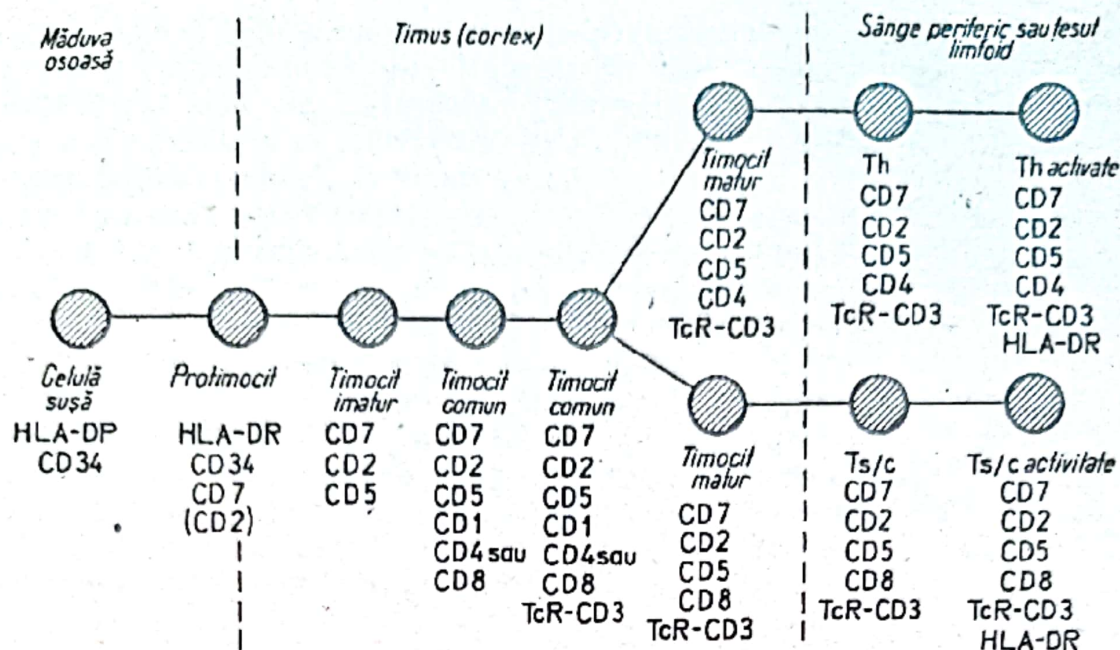 Măduva
osoasă
Timus (cortex)
Sânge periferic sau țesut
limfoid
Timocit
matur
CD7
CD2
CD5
CD4
TcR-CD3
Th
CD7
CD2
CD5
CD4
TcR-CD3
Th activate
CD7
CD2
CD5
CD4
TcR-CD3
HLA-DR
Celulă
sușă
HLA-DP
CD34
Protimocit
HLA-DR
CD34
CD7
(CD2)
Timocit
imatur
CD7
CD2
CD5
Timocit
comun
CD7
CD2
CD5
CD1
CD4 sau
CD8
Timocit
comun
CD7
CD2
CD5
CD1
CD4 sau
CD8
TcR-CD3
Timocit
matur
CD7
CD2
CD5
CD8
TcR-CD3
Ts/c
CD7
CD2
CD5
CD8
TcR-CD3
Ts/c activitate
CD7
CD2
CD5
CD8
TcR-CD3
HLA-DR